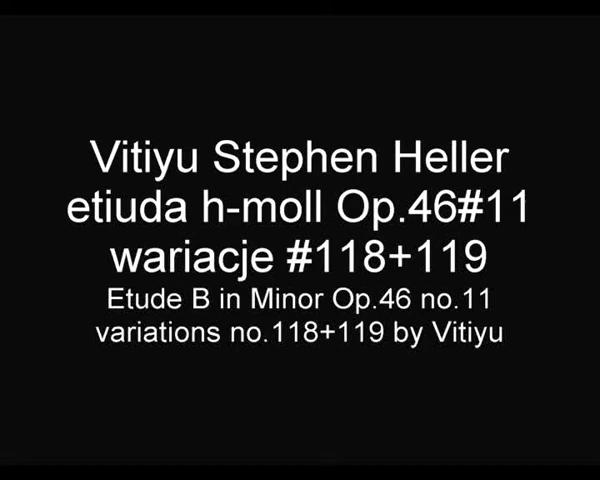 Vitiyu Stephen Heller
etiuda h-moll Op.46#11
wariacje #118+119
Etude B in Minor Op.46 no.11
variations no.118+119 by Vitiyu